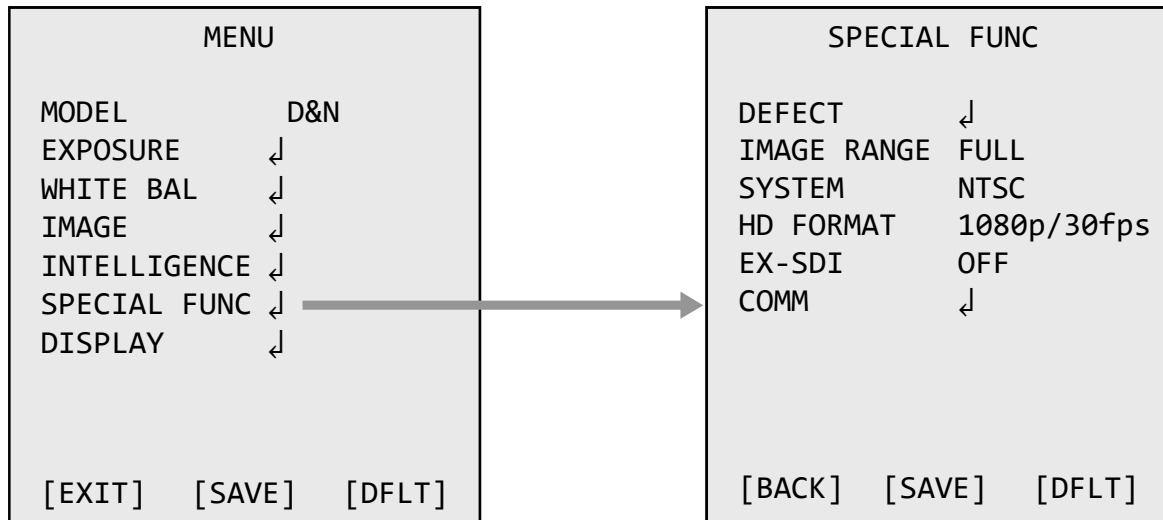 MENU
MODEL D&N
EXPOSURE ↲
WHITE BAL ↲
IMAGE ↲
INTELLIGENCE ↲
SPECIAL FUNC ↲
DISPLAY ↲
[EXIT] [SAVE] [DFLT]
SPECIAL FUNC
DEFECT ↲
IMAGE RANGE FULL
SYSTEM NTSC
HD FORMAT 1080p/30fps
EX-SDI OFF
COMM ↲
[BACK] [SAVE] [DFLT]